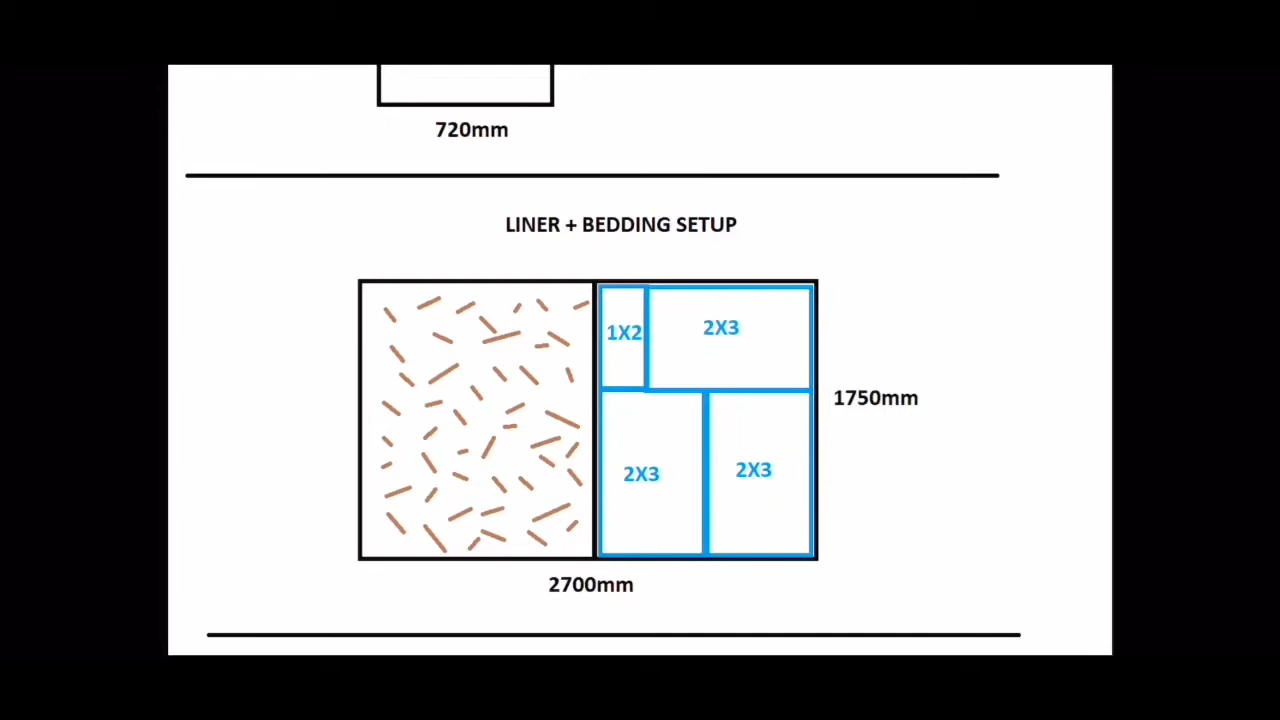 720mm
LINER + BEDDING SETUP
1X2
2X3
1750mm
2X3
2X3
2700mm